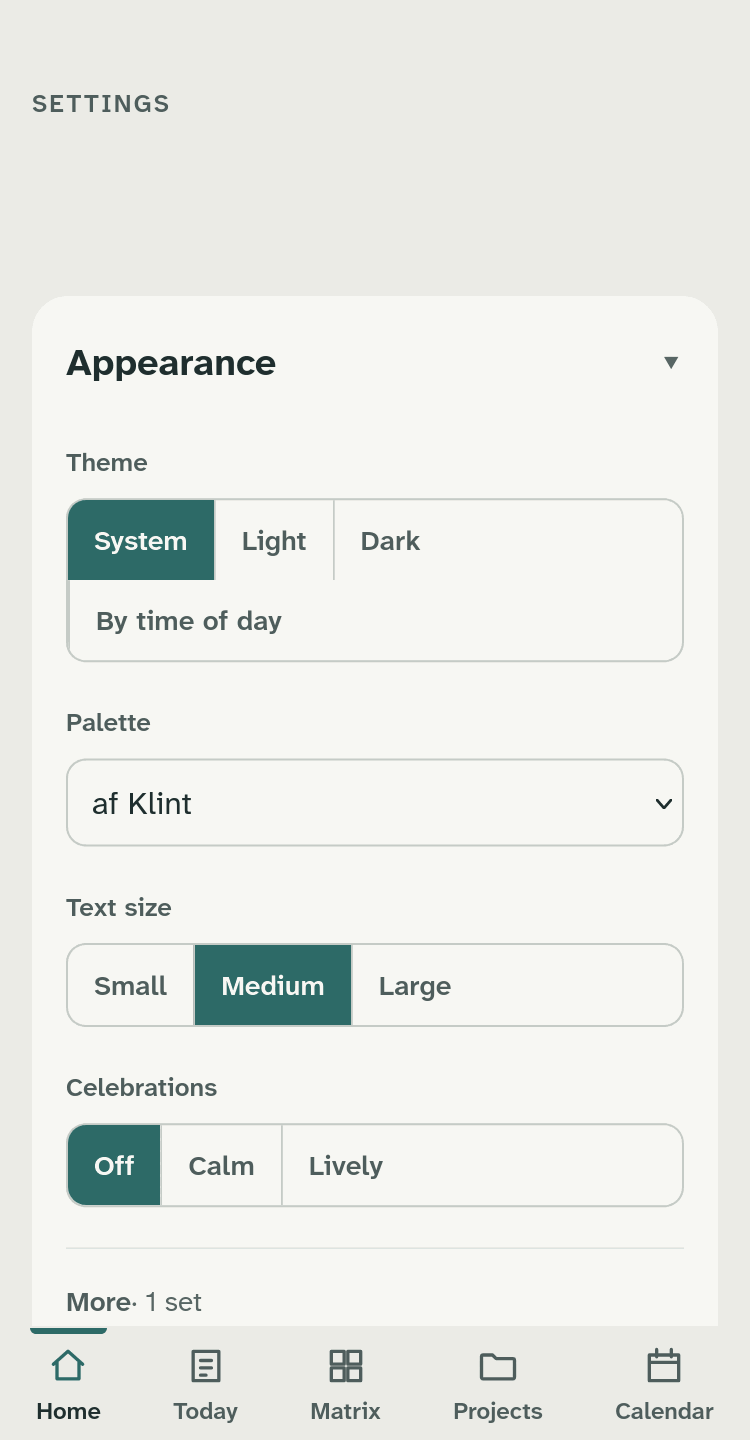 SETTINGS
Appearance ▼
Theme
System Light Dark
By time of day
Palette
af Klint
Text size
Small Medium Large
Celebrations
Off Calm Lively
More· 1 set
Home Today Matrix Projects Calendar